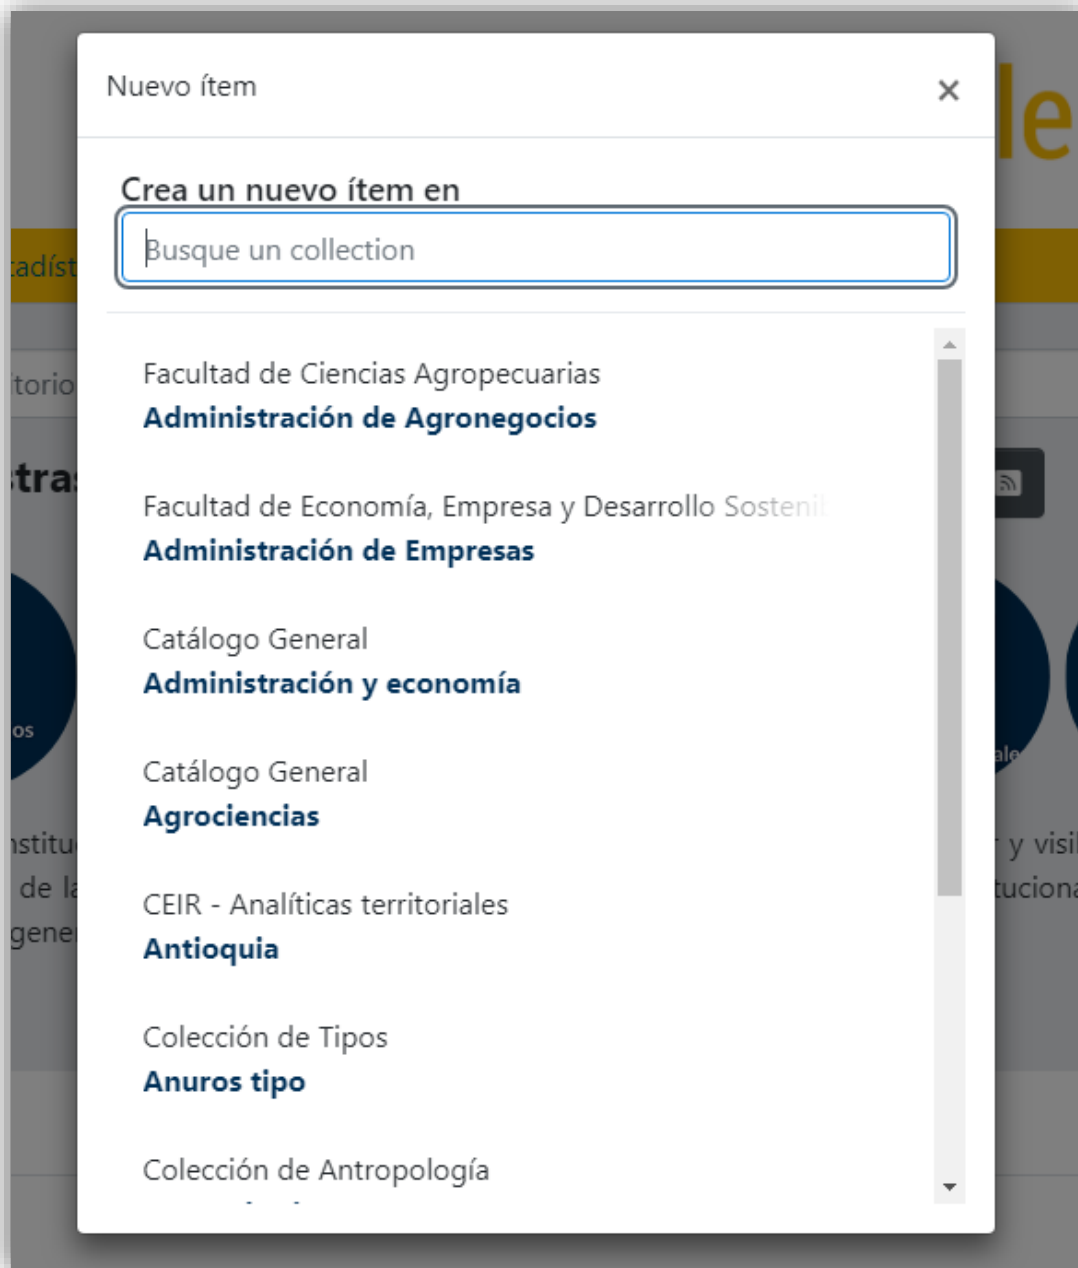 Nuevo ítem
×
le
Crea un nuevo ítem en
Busque un collection
Facultad de Ciencias Agropecuarias
Administración de Agronegocios
Facultad de Economía, Empresa y Desarrollo
Administración de Empresas
Catálogo General
Administración y economía
Catálogo General
Agrociencias
CEIR - Analíticas territoriales
Antioquia
Colección de Tipos
Anuros tipo
Colección de Antropología
y
de